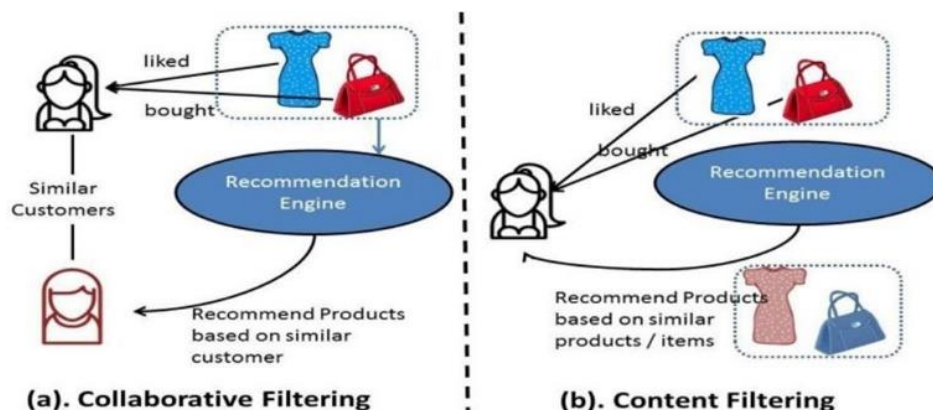 liked
bought
Similar
Customers
Recommendation
Engine
Recommend Products
based on similar
customer
(a). Collaborative Filtering
liked
bought
Recommendation
Engine
Recommend Products
based on similar
products / items
(b). Content Filtering